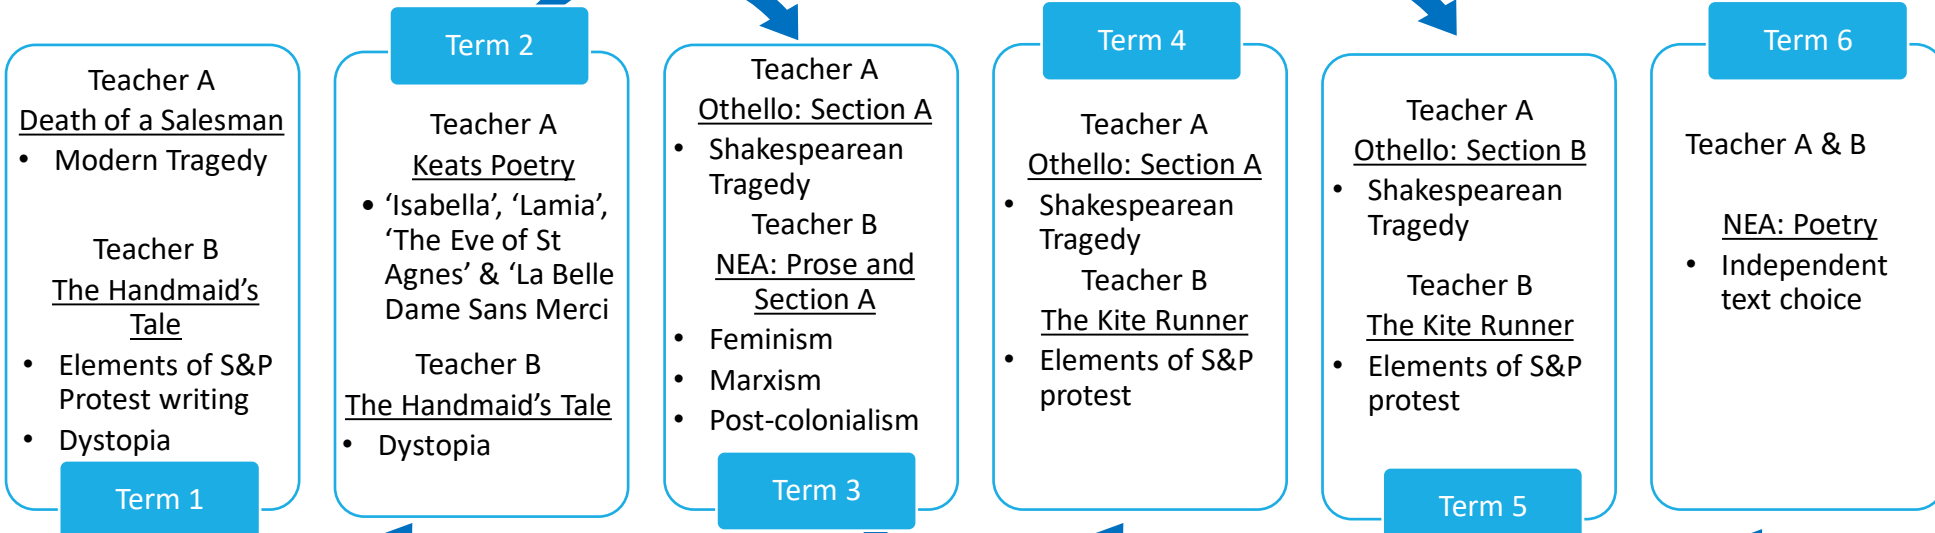 Teacher A
Death of a Salesman
• Modern Tragedy
Teacher B
The Handmaid’s
Tale
• Elements of S&P
Protest writing
• Dystopia
Term 1
Term 2
Teacher A
Keats Poetry
• ‘Isabella’, ‘Lamia’,
‘The Eve of St
Agnes’ & ‘La Belle
Dame Sans Merci
Teacher B
The Handmaid’s Tale
• Dystopia
Teacher A
Othello: Section A
• Shakespearean
Tragedy
Teacher B
NEA: Prose and
Section A
• Feminism
• Marxism
• Post-colonialism
Term 3
Term 4
Teacher A
Othello: Section A
• Shakespearean
Tragedy
Teacher B
The Kite Runner
• Elements of S&P
protest
Teacher A
Othello: Section B
• Shakespearean
Tragedy
Teacher B
The Kite Runner
• Elements of S&P
protest
Term 5
Term 6
Teacher A & B
NEA: Poetry
• Independent
text choice